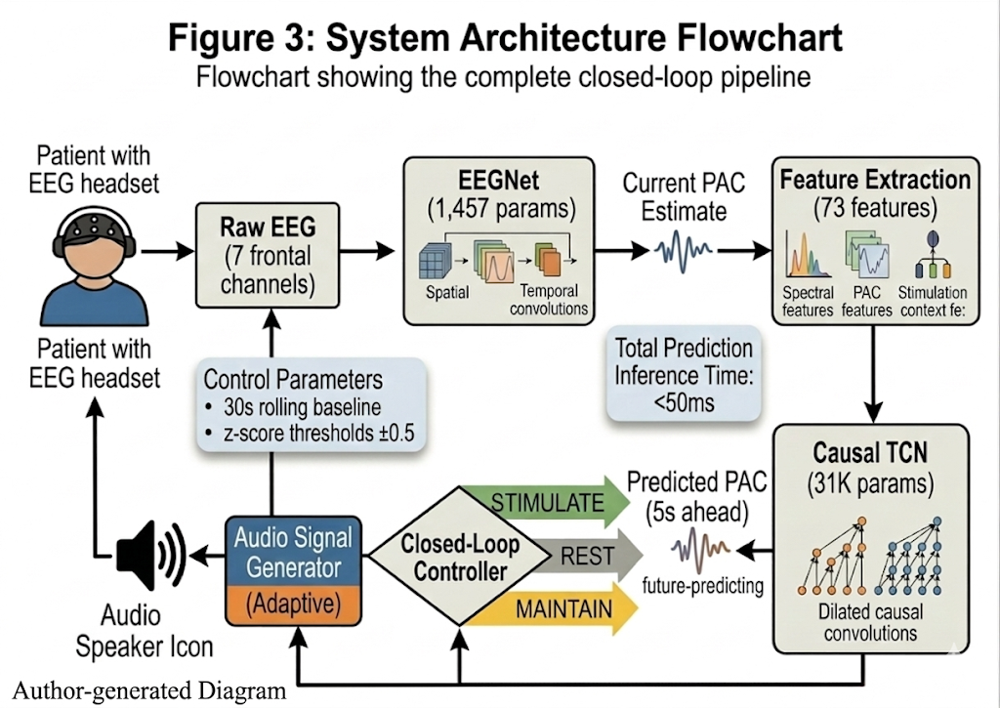 Figure 3: System Architecture Flowchart
Flowchart showing the complete closed-loop pipeline
Patient with
EEG headset
Patient with
EEG headset
Raw EEG
(7 frontal
channels)
EEGNet
(1,457 params)
Spatial
Temporal
convolutions
Current PAC
Estimate
Feature Extraction
(73 features)
Spectral
features
PAC
features
Stimulation
context fe:
Control Parameters
• 30s rolling baseline
• z-score thresholds ±0.5
Total Prediction
Inference Time:
<50ms
Causal TCN
(31K params)
Dilated causal
convolutions
Predicted PAC
(5s ahead)
future-predicting
STIMULATE
REST
MAINTAIN
Closed-Loop
Controller
Audio Signal
Generator
(Adaptive)
Audio
Speaker Icon
Author-generated Diagram